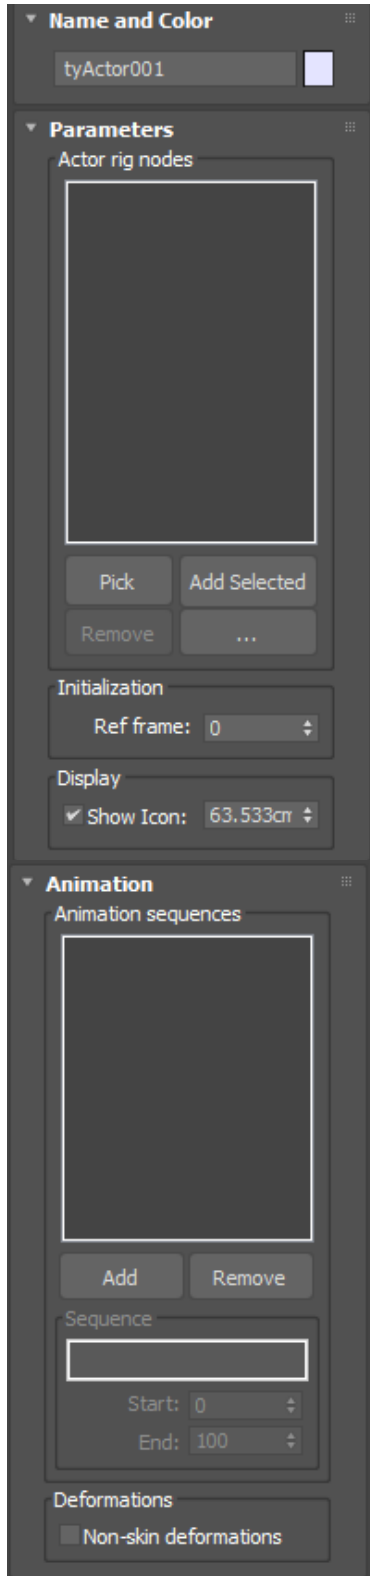 Name and Color
tyActor001
Parameters
Actor rig nodes
Pick
Add Selected
Remove
...
Initialization
Ref frame: 0
Display
Show Icon: 63.533cm
Animation
Animation sequences
Add
Remove
Sequence
Start: 0
End: 100
Deformations
Non-skin deformations